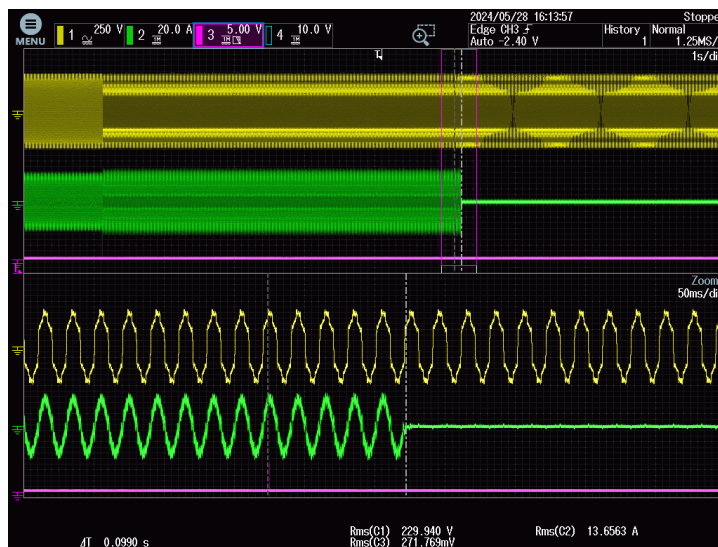 2024/05/28 16:13:57 Stoppe
MENU
1 250 V
2 20.0 A
3 5.00 V
4 10.0 V
Edge CH3
Auto -2.40 V
History
1
Normal
1.25MS/
1s/di
Zoom
50ms/di
ΔT 0.0990 s
Rms(C1) 229.940 V
Rms(C2) 13.6563 A
Rms(C3) 271.769mV